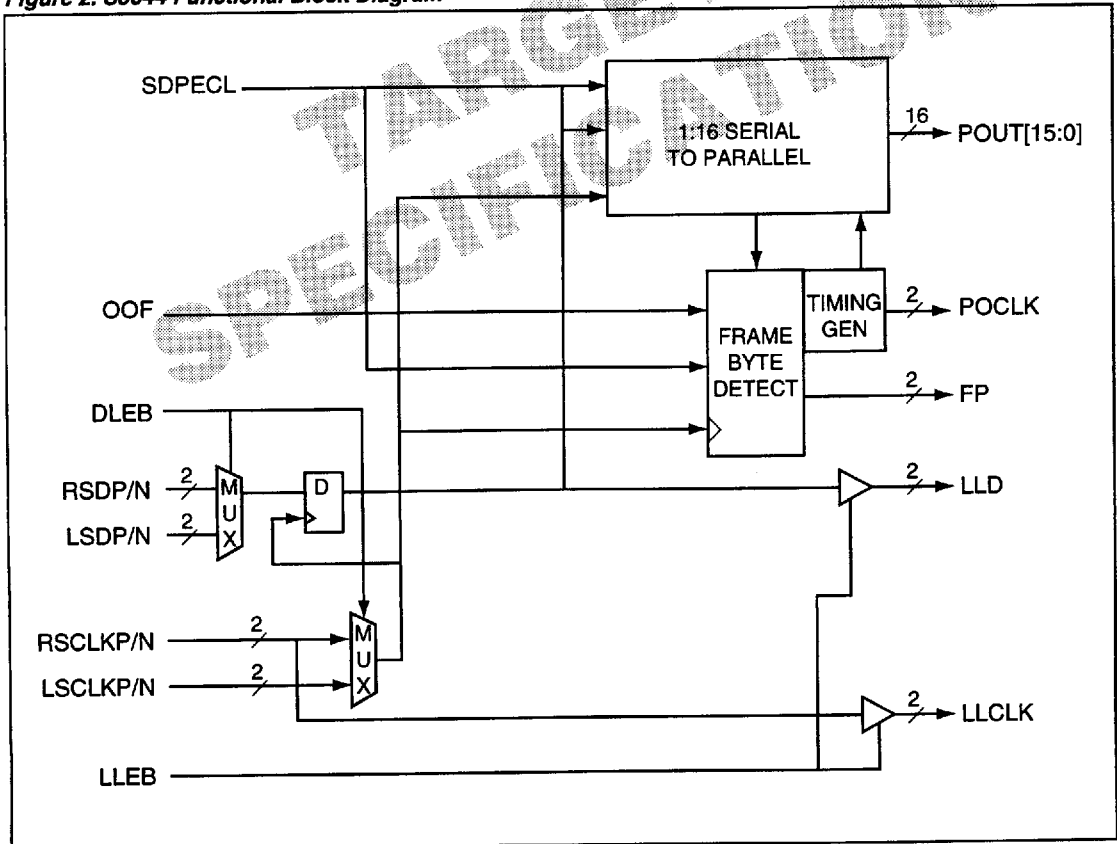 Figure 2. S3044 Functional Block Diagram
TARGET
SPECIFICATION
SDPECL
1:16 SERIAL
TO PARALLEL
16
POUT[15:0]
OOF
FRAME
BYTE
DETECT
TIMING
GEN
2
POCLK
2
FP
DLEB
RSDP/N
2
LSDP/N
2
MUX
D
2
LLD
RSCLKP/N
2
LSCLKP/N
2
MUX
2
LLCLK
LLEB